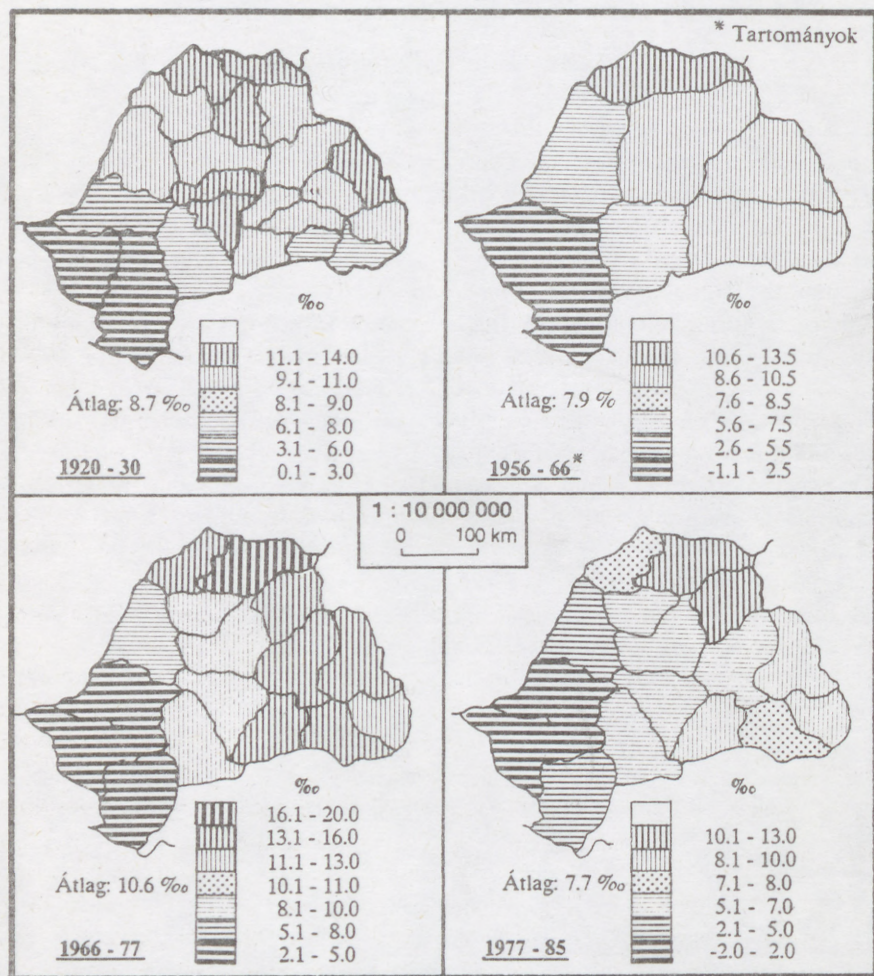 * Tartományok
‰
11.1 - 14.0
9.1 - 11.0
Átlag: 8.7 ‰ 8.1 - 9.0
6.1 - 8.0
3.1 - 6.0
1920 - 30 0.1 - 3.0
‰
10.6 - 13.5
8.6 - 10.5
Átlag: 7.9 % 7.6 - 8.5
5.6 - 7.5
2.6 - 5.5
1956 - 66* -1.1 - 2.5
1 : 10 000 000
0 100 km
‰
16.1 - 20.0
13.1 - 16.0
11.1 - 13.0
Átlag: 10.6 ‰ 10.1 - 11.0
8.1 - 10.0
5.1 - 8.0
1966 - 77 2.1 - 5.0
‰
10.1 - 13.0
8.1 - 10.0
Átlag: 7.7 ‰ 7.1 - 8.0
5.1 - 7.0
2.1 - 5.0
1977 - 85 -2.0 - 2.0